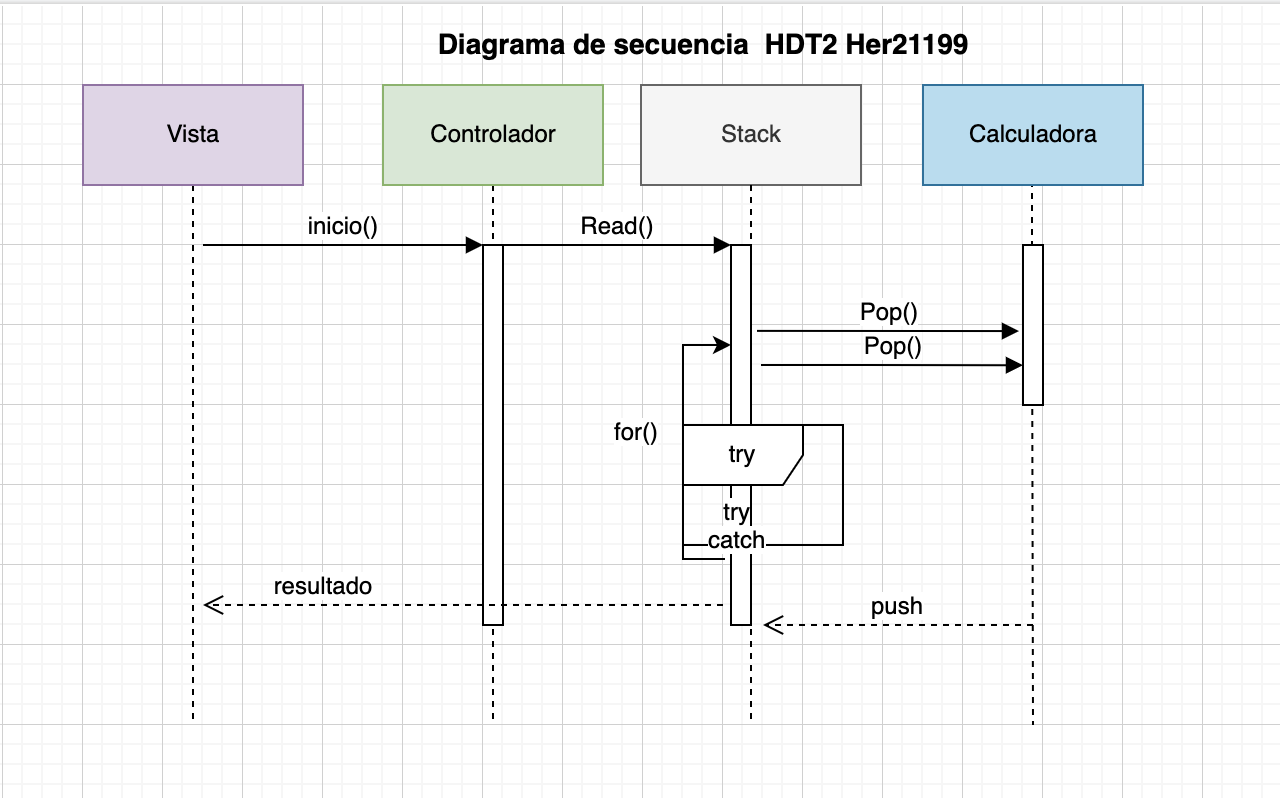 Diagrama de secuencia  HDT2 Her21199
Vista
Controlador
Stack
Calculadora
inicio()
Read()
Pop()
Pop()
for()
try
try
catch
resultado
push